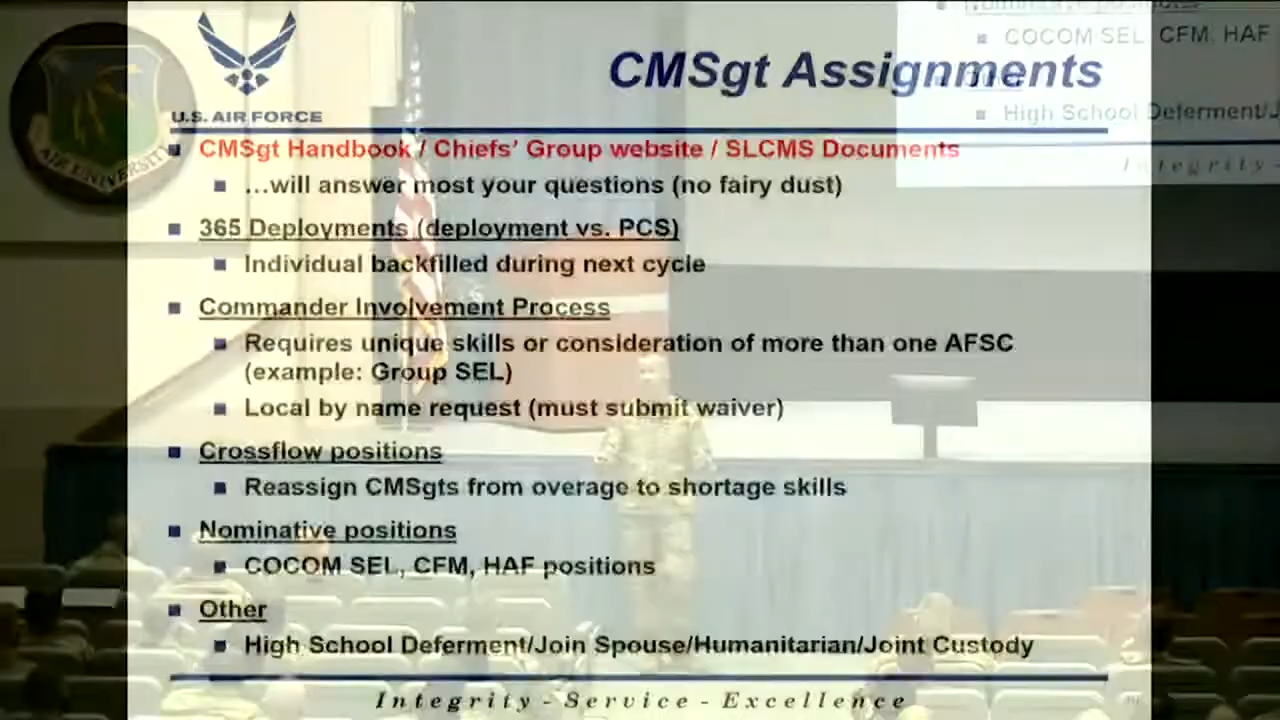 CMSgt Assignments
U.S. AIR FORCE
AIR UNIVERSITY
CMSgt Handbook / Chiefs' Group website / SLCMS Documents
…will answer most your questions (no fairy dust)
365 Deployments (deployment vs. PCS)
Individual backfilled during next cycle
Commander Involvement Process
Requires unique skills or consideration of more than one AFSC
(example: Group SEL)
Local by name request (must submit waiver)
Crossflow positions
Reassign CMSgts from overage to shortage skills
Nominative positions
COCOM SEL, CFM, HAF positions
Other
High School Deferment/Join Spouse/Humanitarian/Joint Custody
Integrity - Service - Excellence
COCOM SEL, CFM, HAF
High School Deferment/J
Integrity -